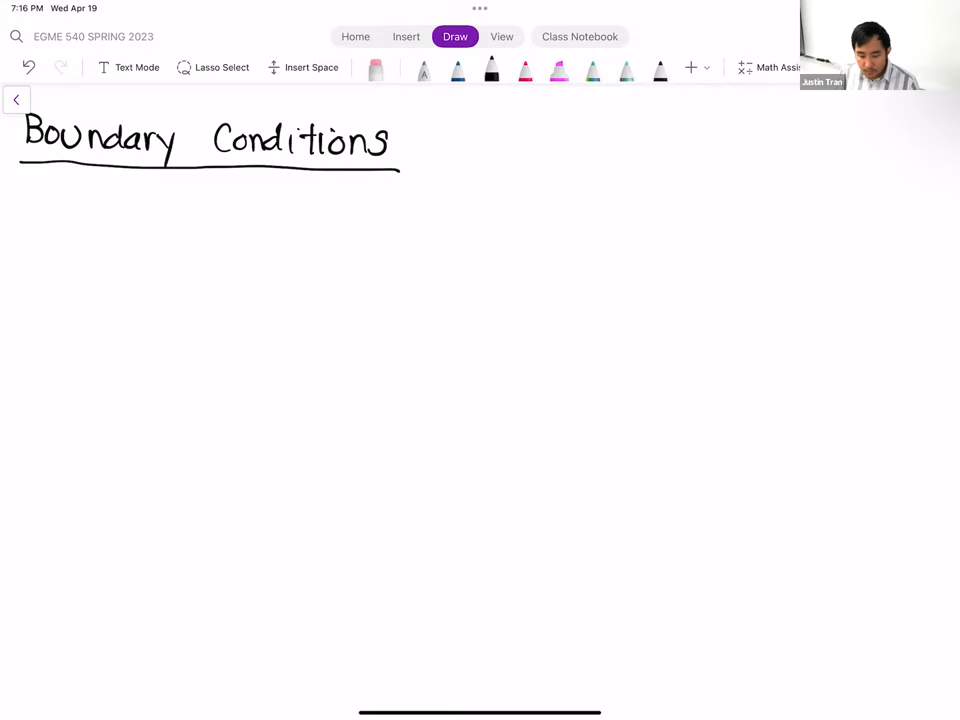 7:16 PM Wed Apr 19
EGME 540 SPRING 2023
Home Insert Draw View Class Notebook
Text Mode Lasso Select Insert Space A Math Assis
Justin Tran
Boundary Conditions